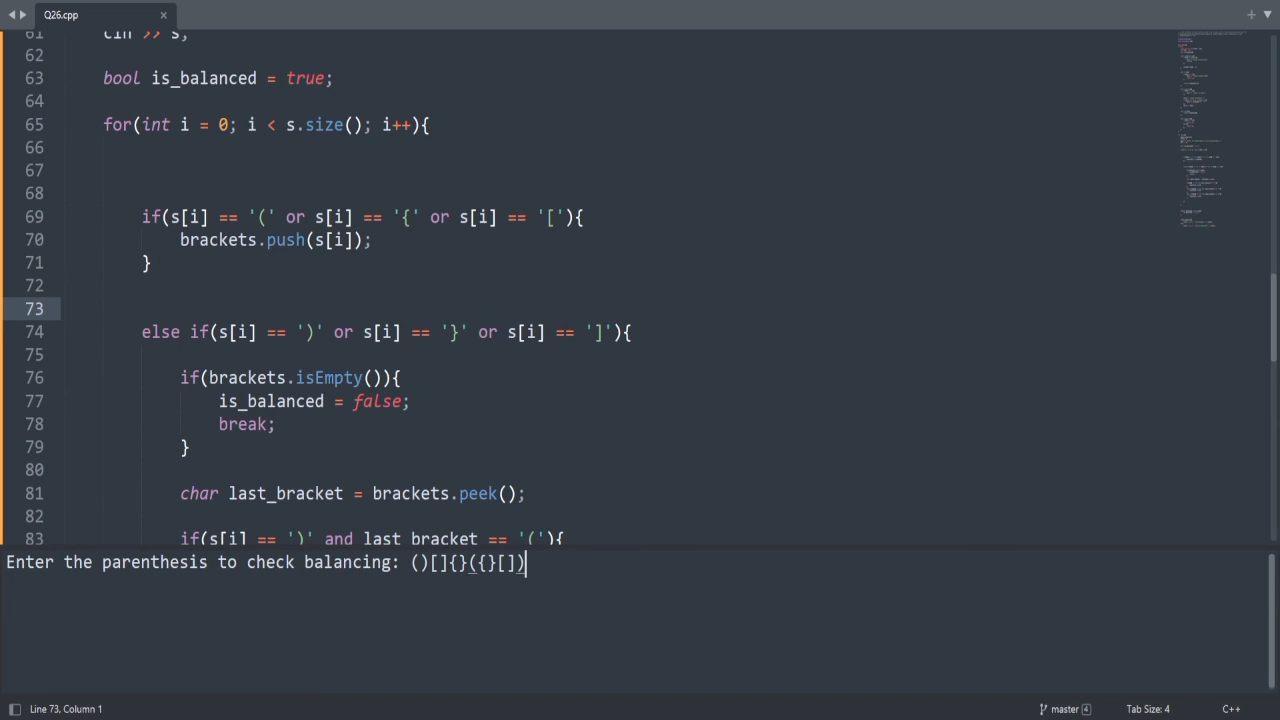 Q26.cpp
61 cin >> s;
62
63 bool is_balanced = true;
64
65 for(int i = 0; i < s.size(); i++){
66
67
68
69 if(s[i] == '(' or s[i] == '{' or s[i] == '['){
70 brackets.push(s[i]);
71 }
72
73
74 else if(s[i] == ')' or s[i] == '}' or s[i] == ']'){
75
76 if(brackets.isEmpty()){
77 is_balanced = false;
78 break;
79 }
80
81 char last_bracket = brackets.peek();
82
83 if(s[i] == ')' and last_bracket == '('){
Enter the parenthesis to check balancing: ()[]{}({}[])
Line 73, Column 1
master 4
Tab Size: 4
C++